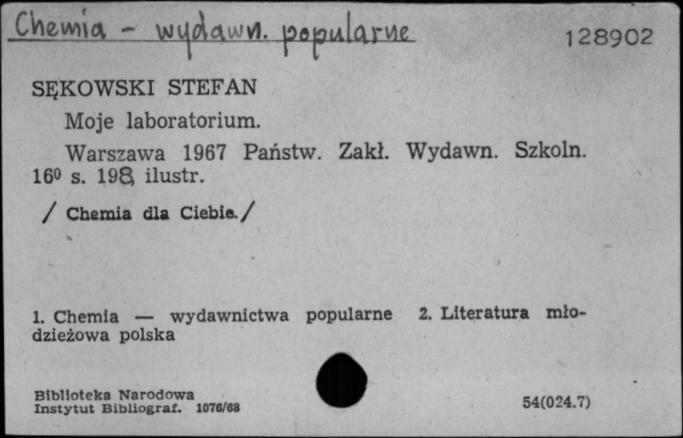 Chemia - wydawn. popularne
128902
SĘKOWSKI STEFAN
Moje laboratorium.
Warszawa 1967 Państw. Zakł. Wydawn. Szkoln.
16⁰ s. 198, ilustr.
/ Chemia dla Ciebie. /
1. Chemia — wydawnictwa popularne 2. Literatura mło-
dzieżowa polska
Biblioteka Narodowa
Instytut Bibliograf. 1076/68
54(024.7)